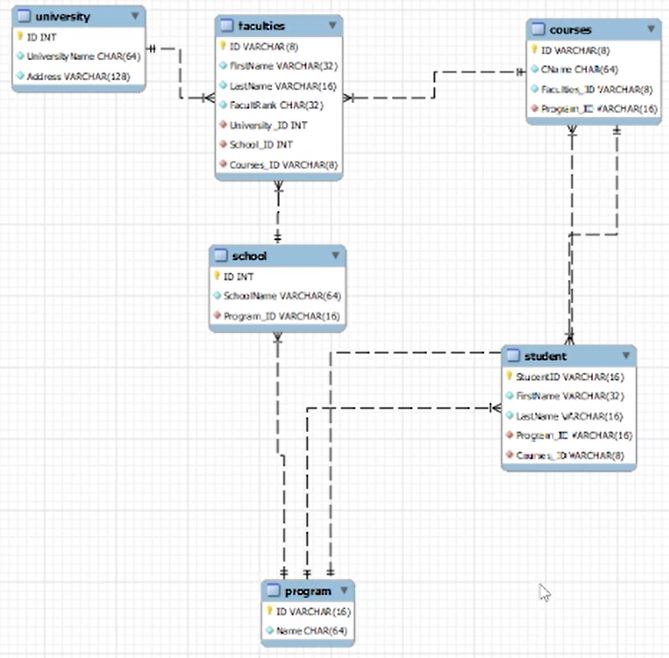 university
ID INT
UniversityName CHAR(64)
Address VARCHAR(128)
faculties
ID VARCHAR(8)
FirstName VARCHAR(32)
LastName VARCHAR(16)
FacultRank CHAR(32)
University_ID INT
School_ID INT
Courses_ID VARCHAR(8)
courses
ID VARCHAR(8)
CName CHAR(64)
Faculties_ID VARCHAR(8)
Program_ID VARCHAR(16)
school
ID INT
SchoolName VARCHAR(64)
Program_ID VARCHAR(16)
student
StudentID VARCHAR(16)
FirstName VARCHAR(32)
LastName VARCHAR(16)
Program_ID VARCHAR(16)
Courses_ID VARCHAR(8)
program
ID VARCHAR(16)
Name CHAR(64)